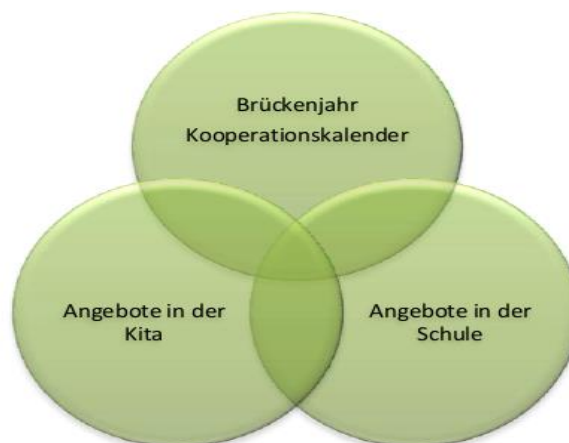 Brückenjahr
Kooperationskalender
Angebote in der
Kita
Angebote in der
Schule